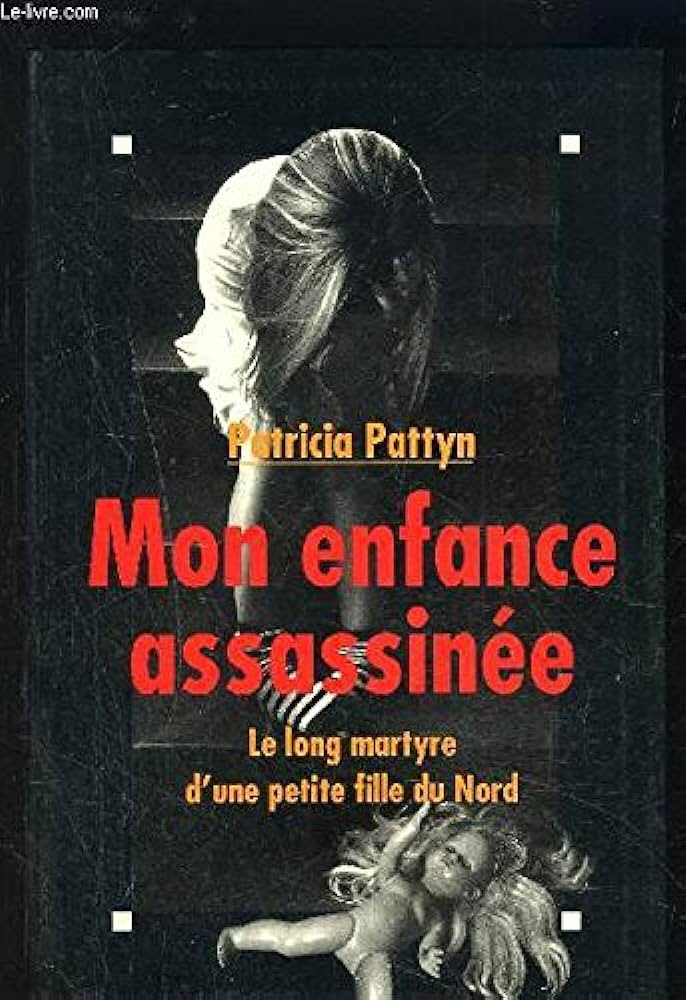 Le-livre.com
Patricia Pattyn
Mon enfance
assassinée
Le long martyre
d'une petite fille du Nord